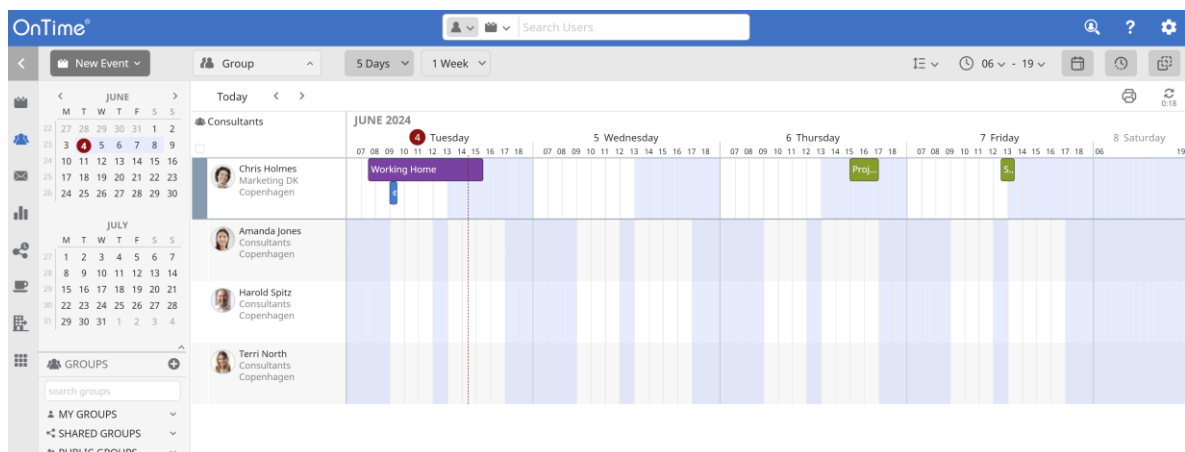 OnTime®
Search Users
New Event
Group
5 Days
1 Week
06 - 19
JUNE
M T W T F S S
22 27 28 29 30 31 1 2
23 3 4 5 6 7 8 9
24 10 11 12 13 14 15 16
25 17 18 19 20 21 22 23
26 24 25 26 27 28 29 30
JULY
M T W T F S S
27 1 2 3 4 5 6 7
28 8 9 10 11 12 13 14
29 15 16 17 18 19 20 21
30 22 23 24 25 26 27 28
31 29 30 31 1 2 3 4
GROUPS
search groups
MY GROUPS
SHARED GROUPS
PUBLIC GROUPS
Today
0:18
Consultants
JUNE 2024
4 Tuesday
5 Wednesday
6 Thursday
7 Friday
8 Saturday
07 08 09 10 11 12 13 14 15 16 17 18
07 08 09 10 11 12 13 14 15 16 17 18
07 08 09 10 11 12 13 14 15 16 17 18
07 08 09 10 11 12 13 14 15 16 17 18
06 19
Chris Holmes
Marketing DK
Copenhagen
Working Home
e
Proj...
S..
Amanda Jones
Consultants
Copenhagen
Harold Spitz
Consultants
Copenhagen
Terri North
Consultants
Copenhagen